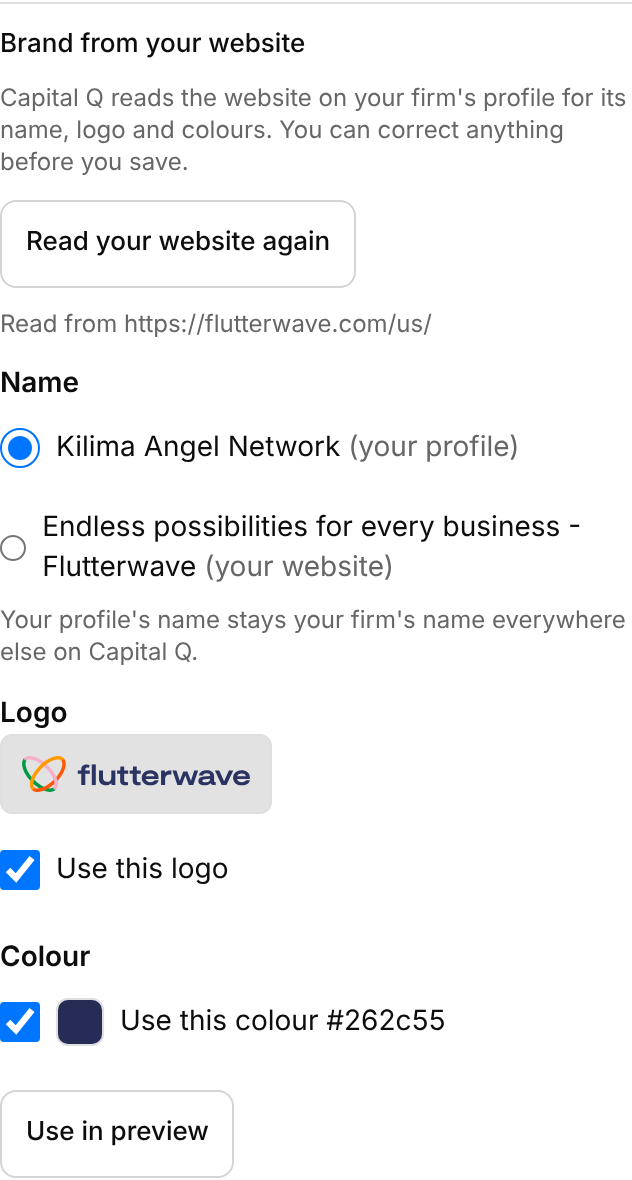 Brand from your website
Capital Q reads the website on your firm's profile for its
name, logo and colours. You can correct anything
before you save.
Read your website again
Read from https://flutterwave.com/us/
Name
Kilima Angel Network (your profile)
Endless possibilities for every business -
Flutterwave (your website)
Your profile's name stays your firm's name everywhere
else on Capital Q.
Logo
flutterwave
Use this logo
Colour
Use this colour #262c55
Use in preview